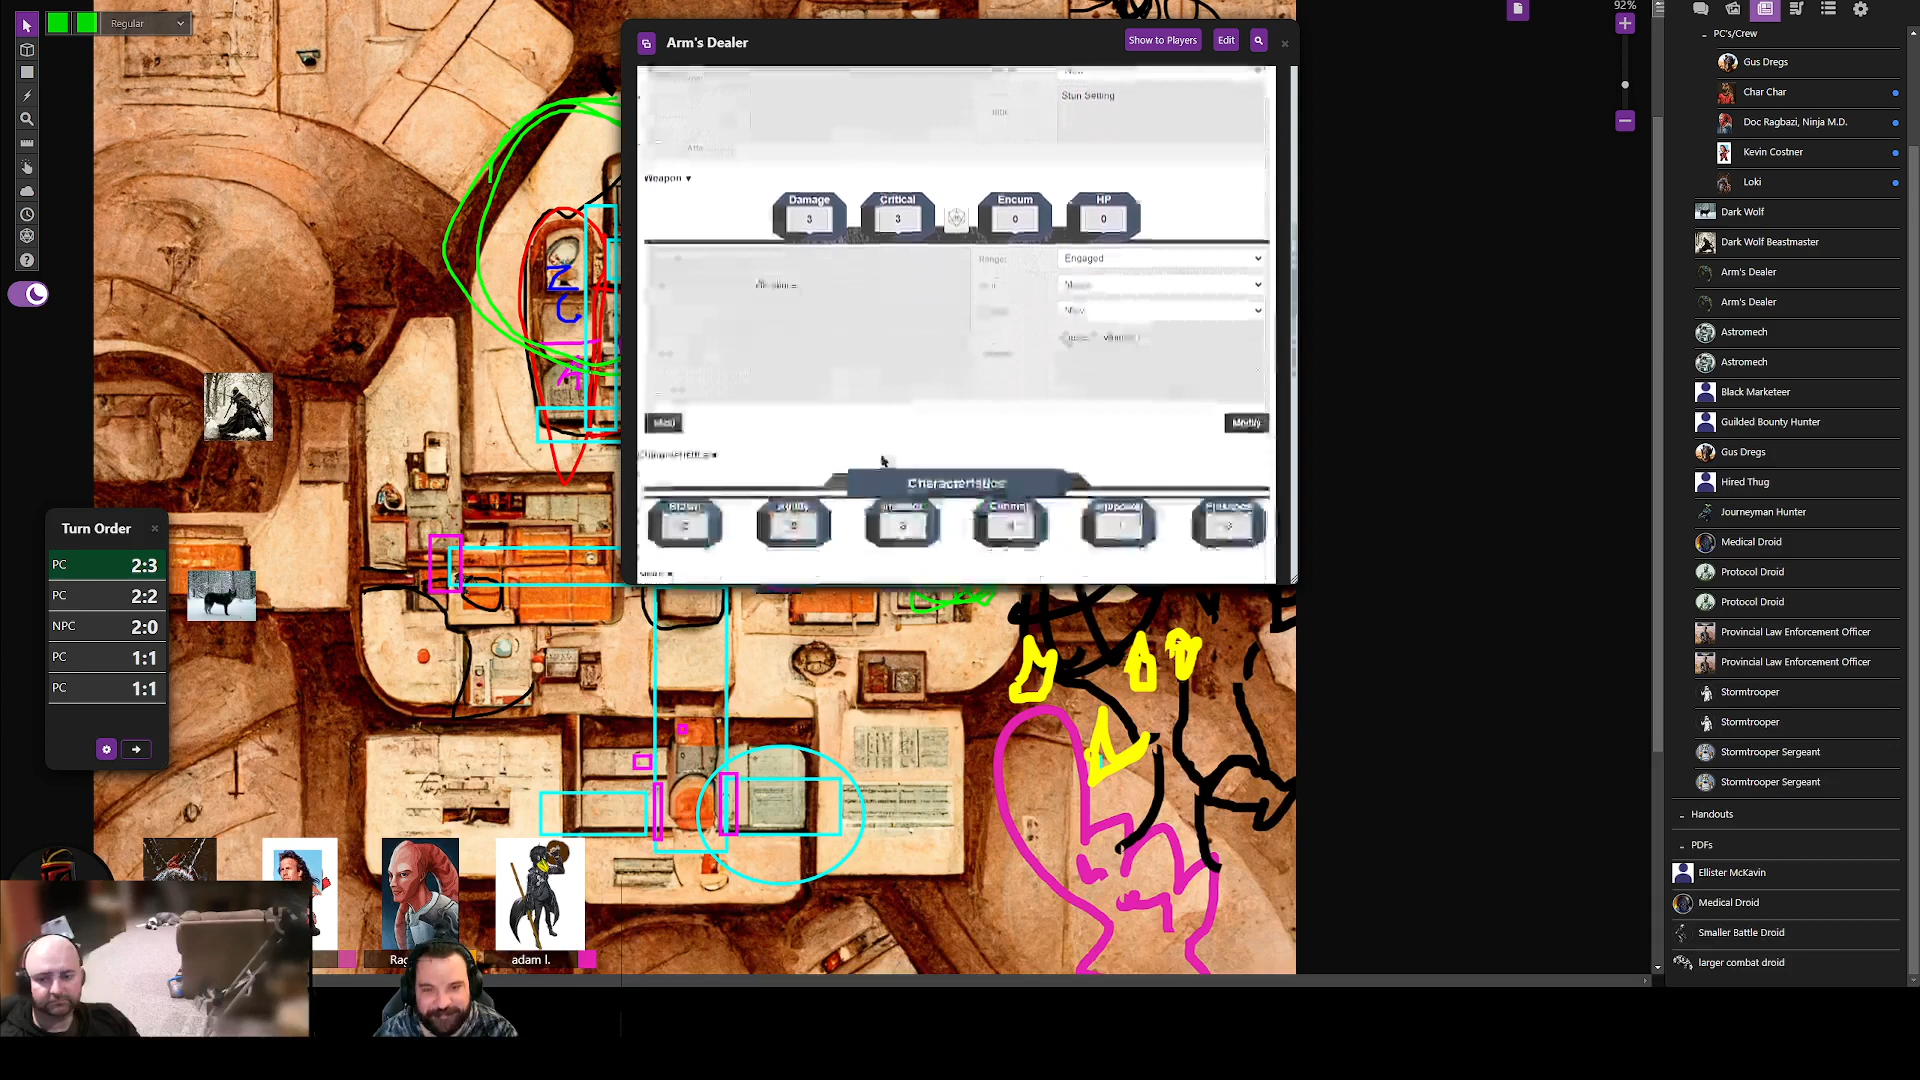 Regular
Arm's Dealer
Show to Players
Edit
Stun Setting
Weapon ▼
Damage
3
Critical
3
Encum
0
HP
0
Range:
Engaged
Modify
Characteristics
Turn Order
PC 2:3
PC 2:2
NPC 2:0
PC 1:1
PC 1:1
adam l.
92%
PC's/Crew
Gus Dregs
Char Char
Doc Ragbazi, Ninja M.D.
Kevin Costner
Loki
Dark Wolf
Dark Wolf Beastmaster
Arm's Dealer
Arm's Dealer
Astromech
Astromech
Black Marketeer
Guilded Bounty Hunter
Gus Dregs
Hired Thug
Journeyman Hunter
Medical Droid
Protocol Droid
Protocol Droid
Provincial Law Enforcement Officer
Provincial Law Enforcement Officer
Stormtrooper
Stormtrooper
Stormtrooper Sergeant
Stormtrooper Sergeant
Handouts
PDFs
Ellister McKavin
Medical Droid
Smaller Battle Droid
larger combat droid